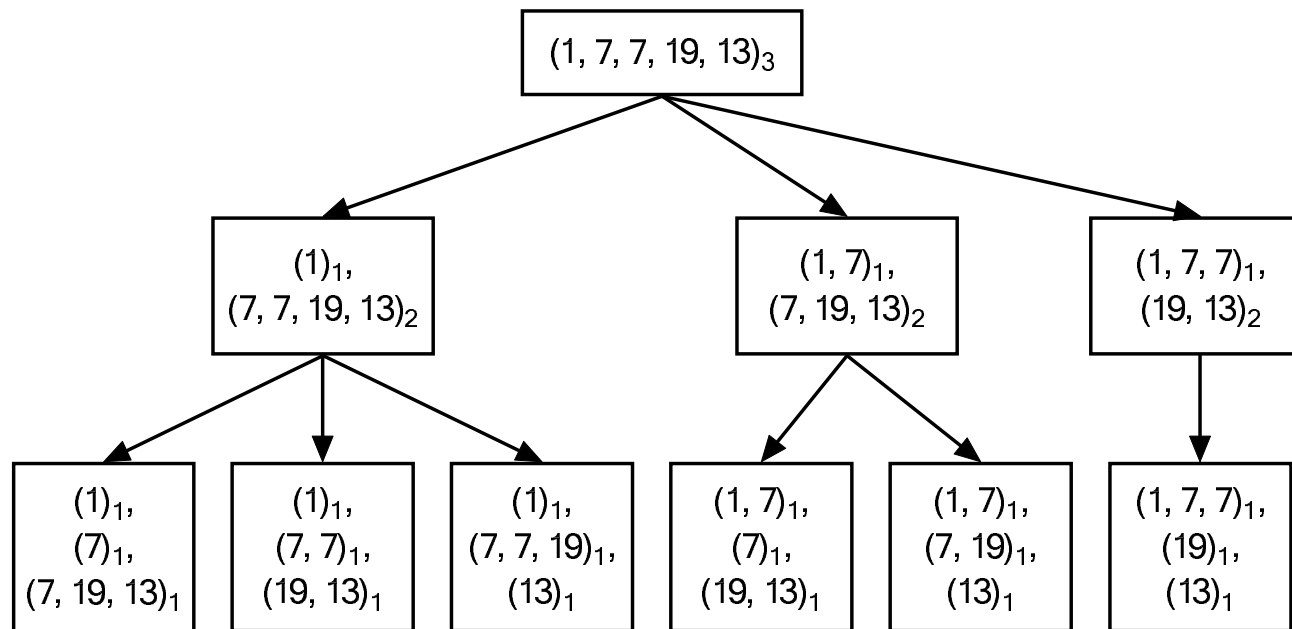 (1, 7, 7, 19, 13)₃
(1)₁,
(7, 7, 19, 13)₂
(1, 7)₁,
(7, 19, 13)₂
(1, 7, 7)₁,
(19, 13)₂
(1)₁,
(7)₁,
(7, 19, 13)₁
(1)₁,
(7, 7)₁,
(19, 13)₁
(1)₁,
(7, 7, 19)₁,
(13)₁
(1, 7)₁,
(7)₁,
(19, 13)₁
(1, 7)₁,
(7, 19)₁,
(13)₁
(1, 7, 7)₁,
(19)₁,
(13)₁